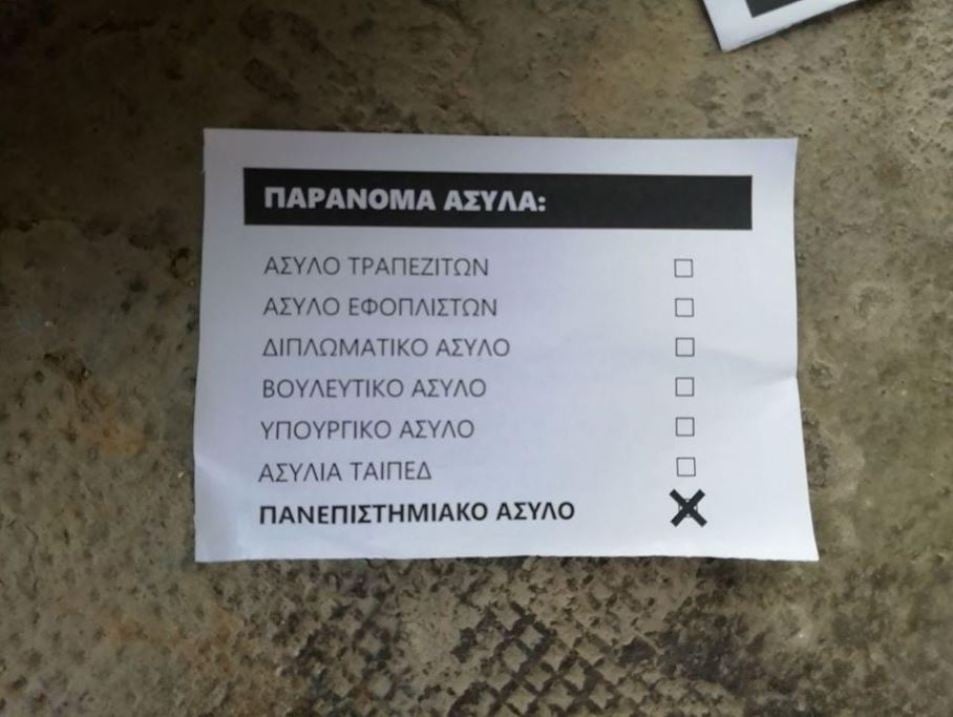 ΠΑΡΑΝΟΜΑ ΑΣΥΛΑ:
ΑΣΥΛΟ ΤΡΑΠΕΖΙΤΩΝ
ΑΣΥΛΟ ΕΦΟΠΛΙΣΤΩΝ
ΔΙΠΛΩΜΑΤΙΚΟ ΑΣΥΛΟ
ΒΟΥΛΕΥΤΙΚΟ ΑΣΥΛΟ
ΥΠΟΥΡΓΙΚΟ ΑΣΥΛΟ
ΑΣΥΛΙΑ ΤΑΙΠΕΔ
ΠΑΝΕΠΙΣΤΗΜΙΑΚΟ ΑΣΥΛΟ